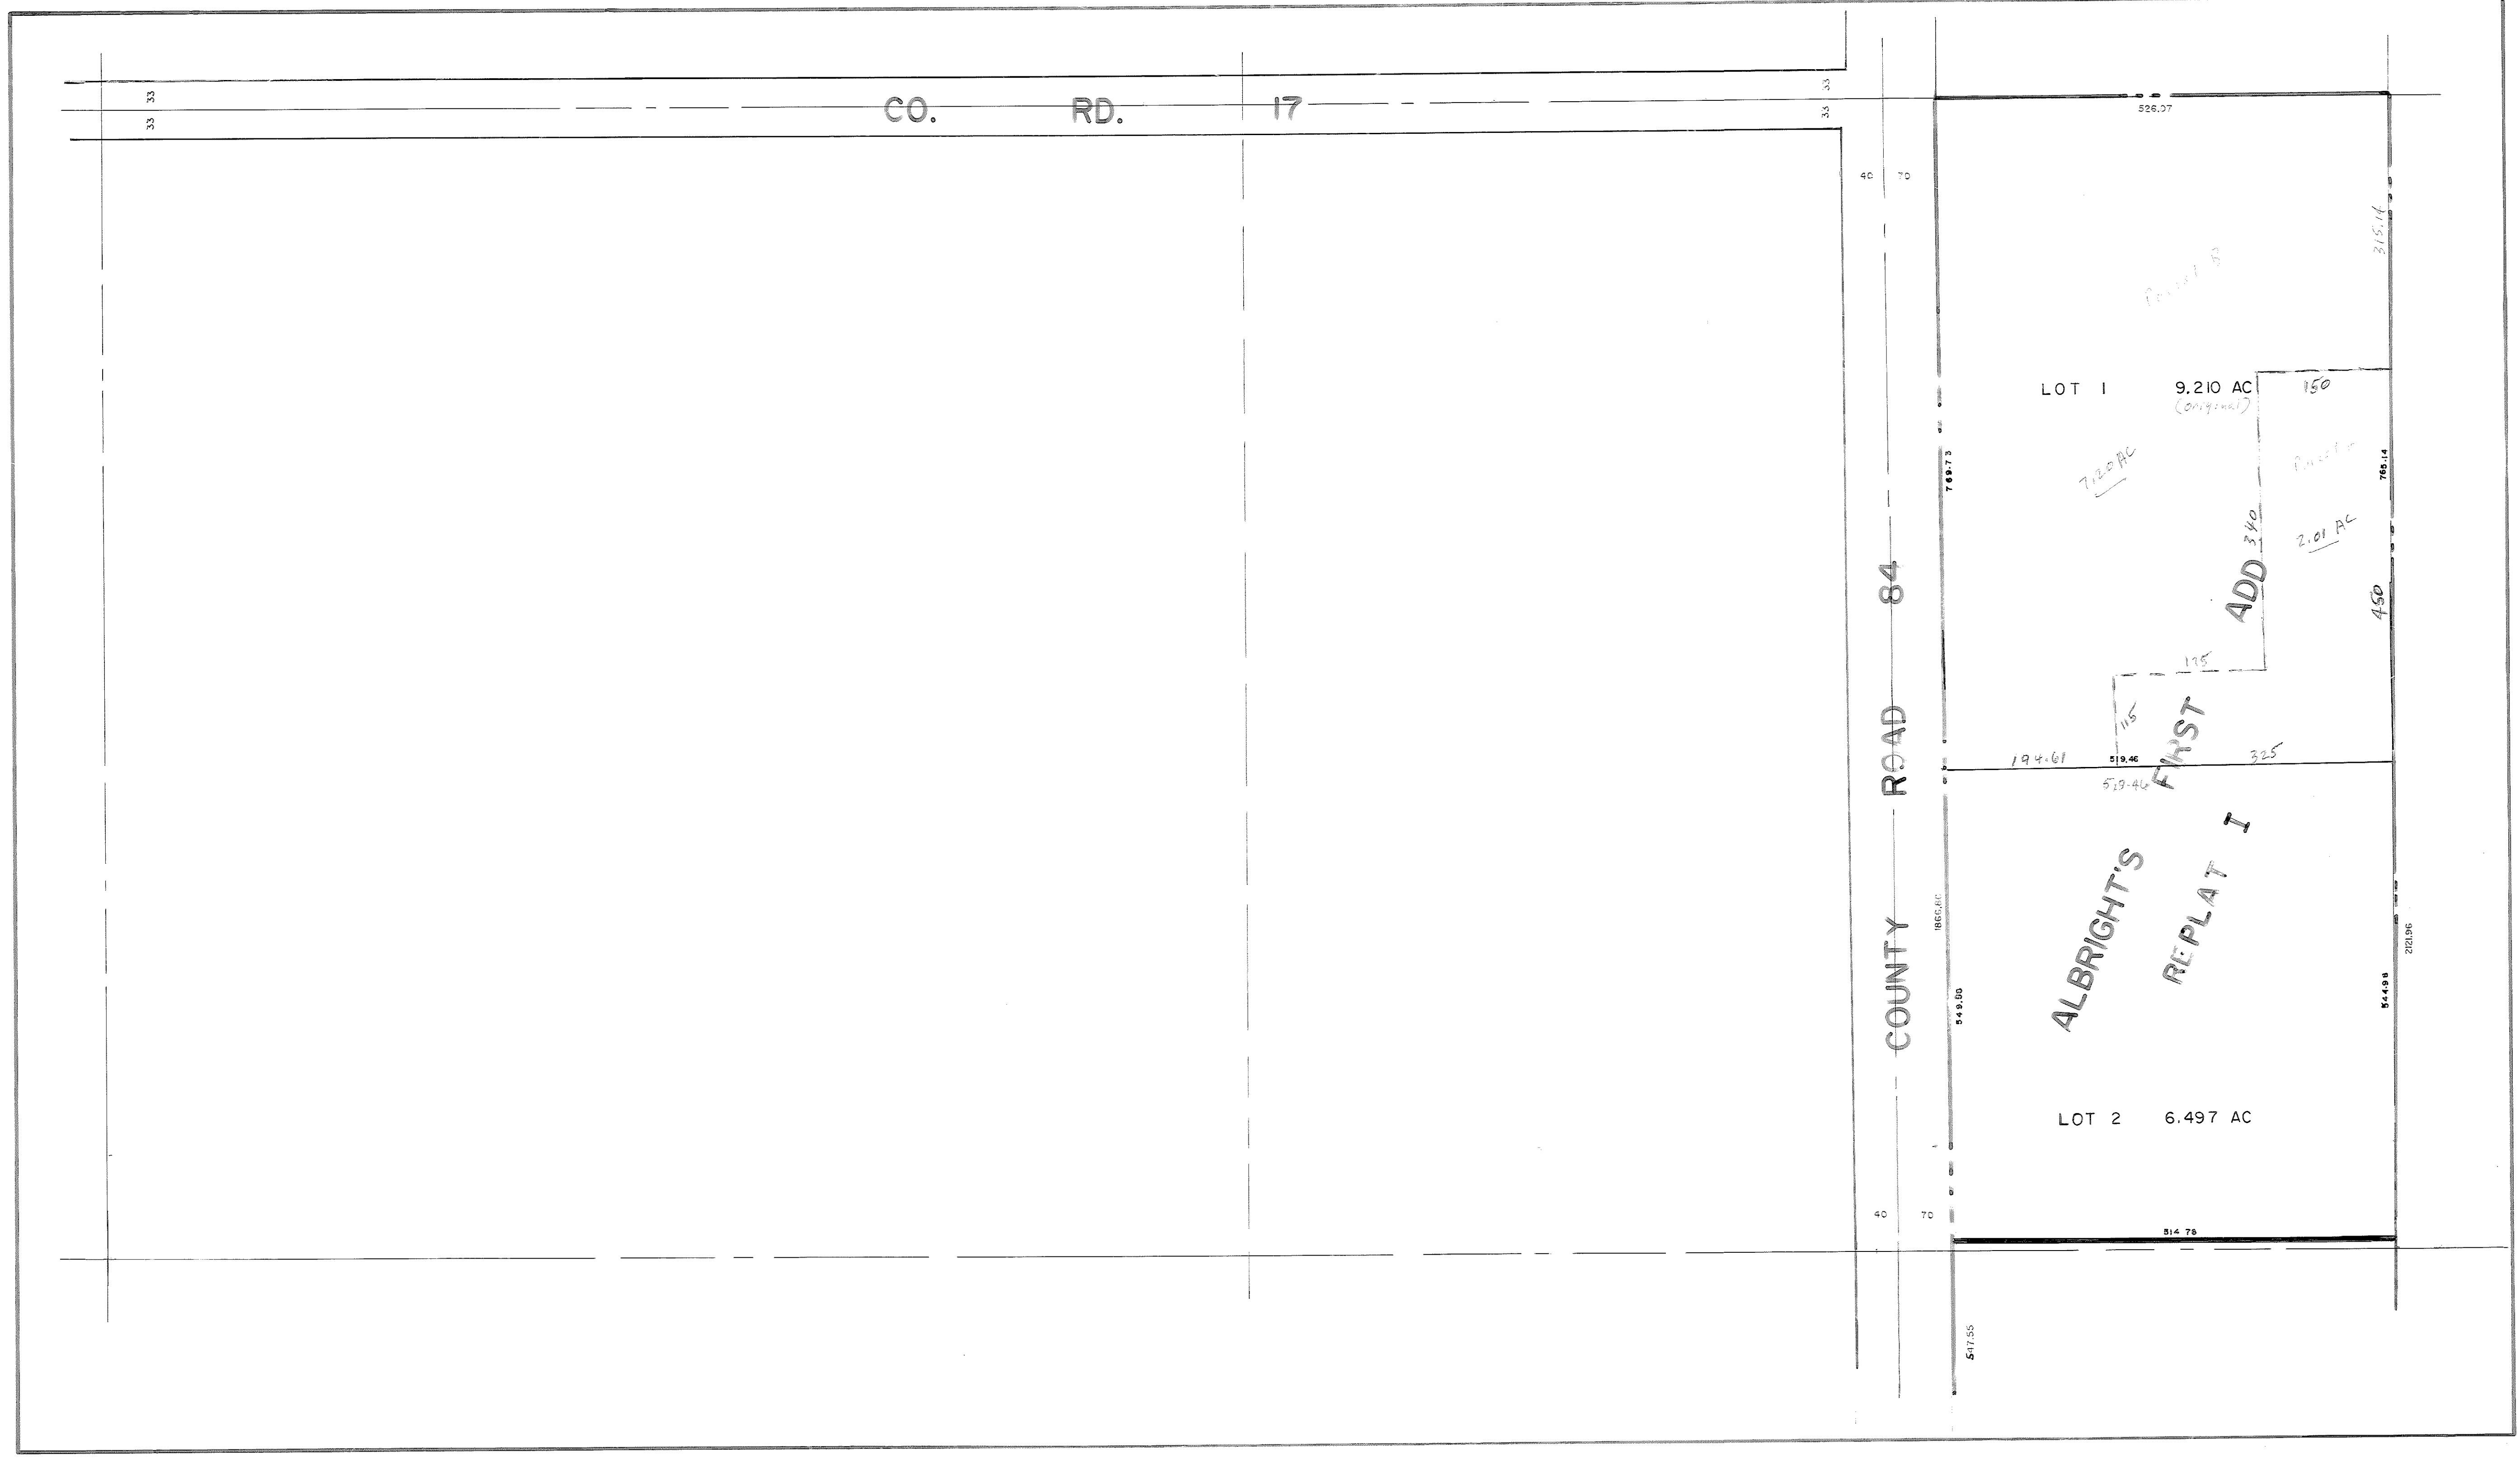 33
33
CO. RD. 17
33
33
40 70
526.07
315.14
LOT 1 9.210 AC
(original)
150
7.20 AC
769.73
765.14
2.01 AC
340
450
115
194.61
519.46
325
519.46
COUNTY ROAD 84
ALBRIGHT'S FIRST ADD
REPLAT I
1866.80
549.50
544.98
2121.96
LOT 2 6.497 AC
40 70
514.78
547.55